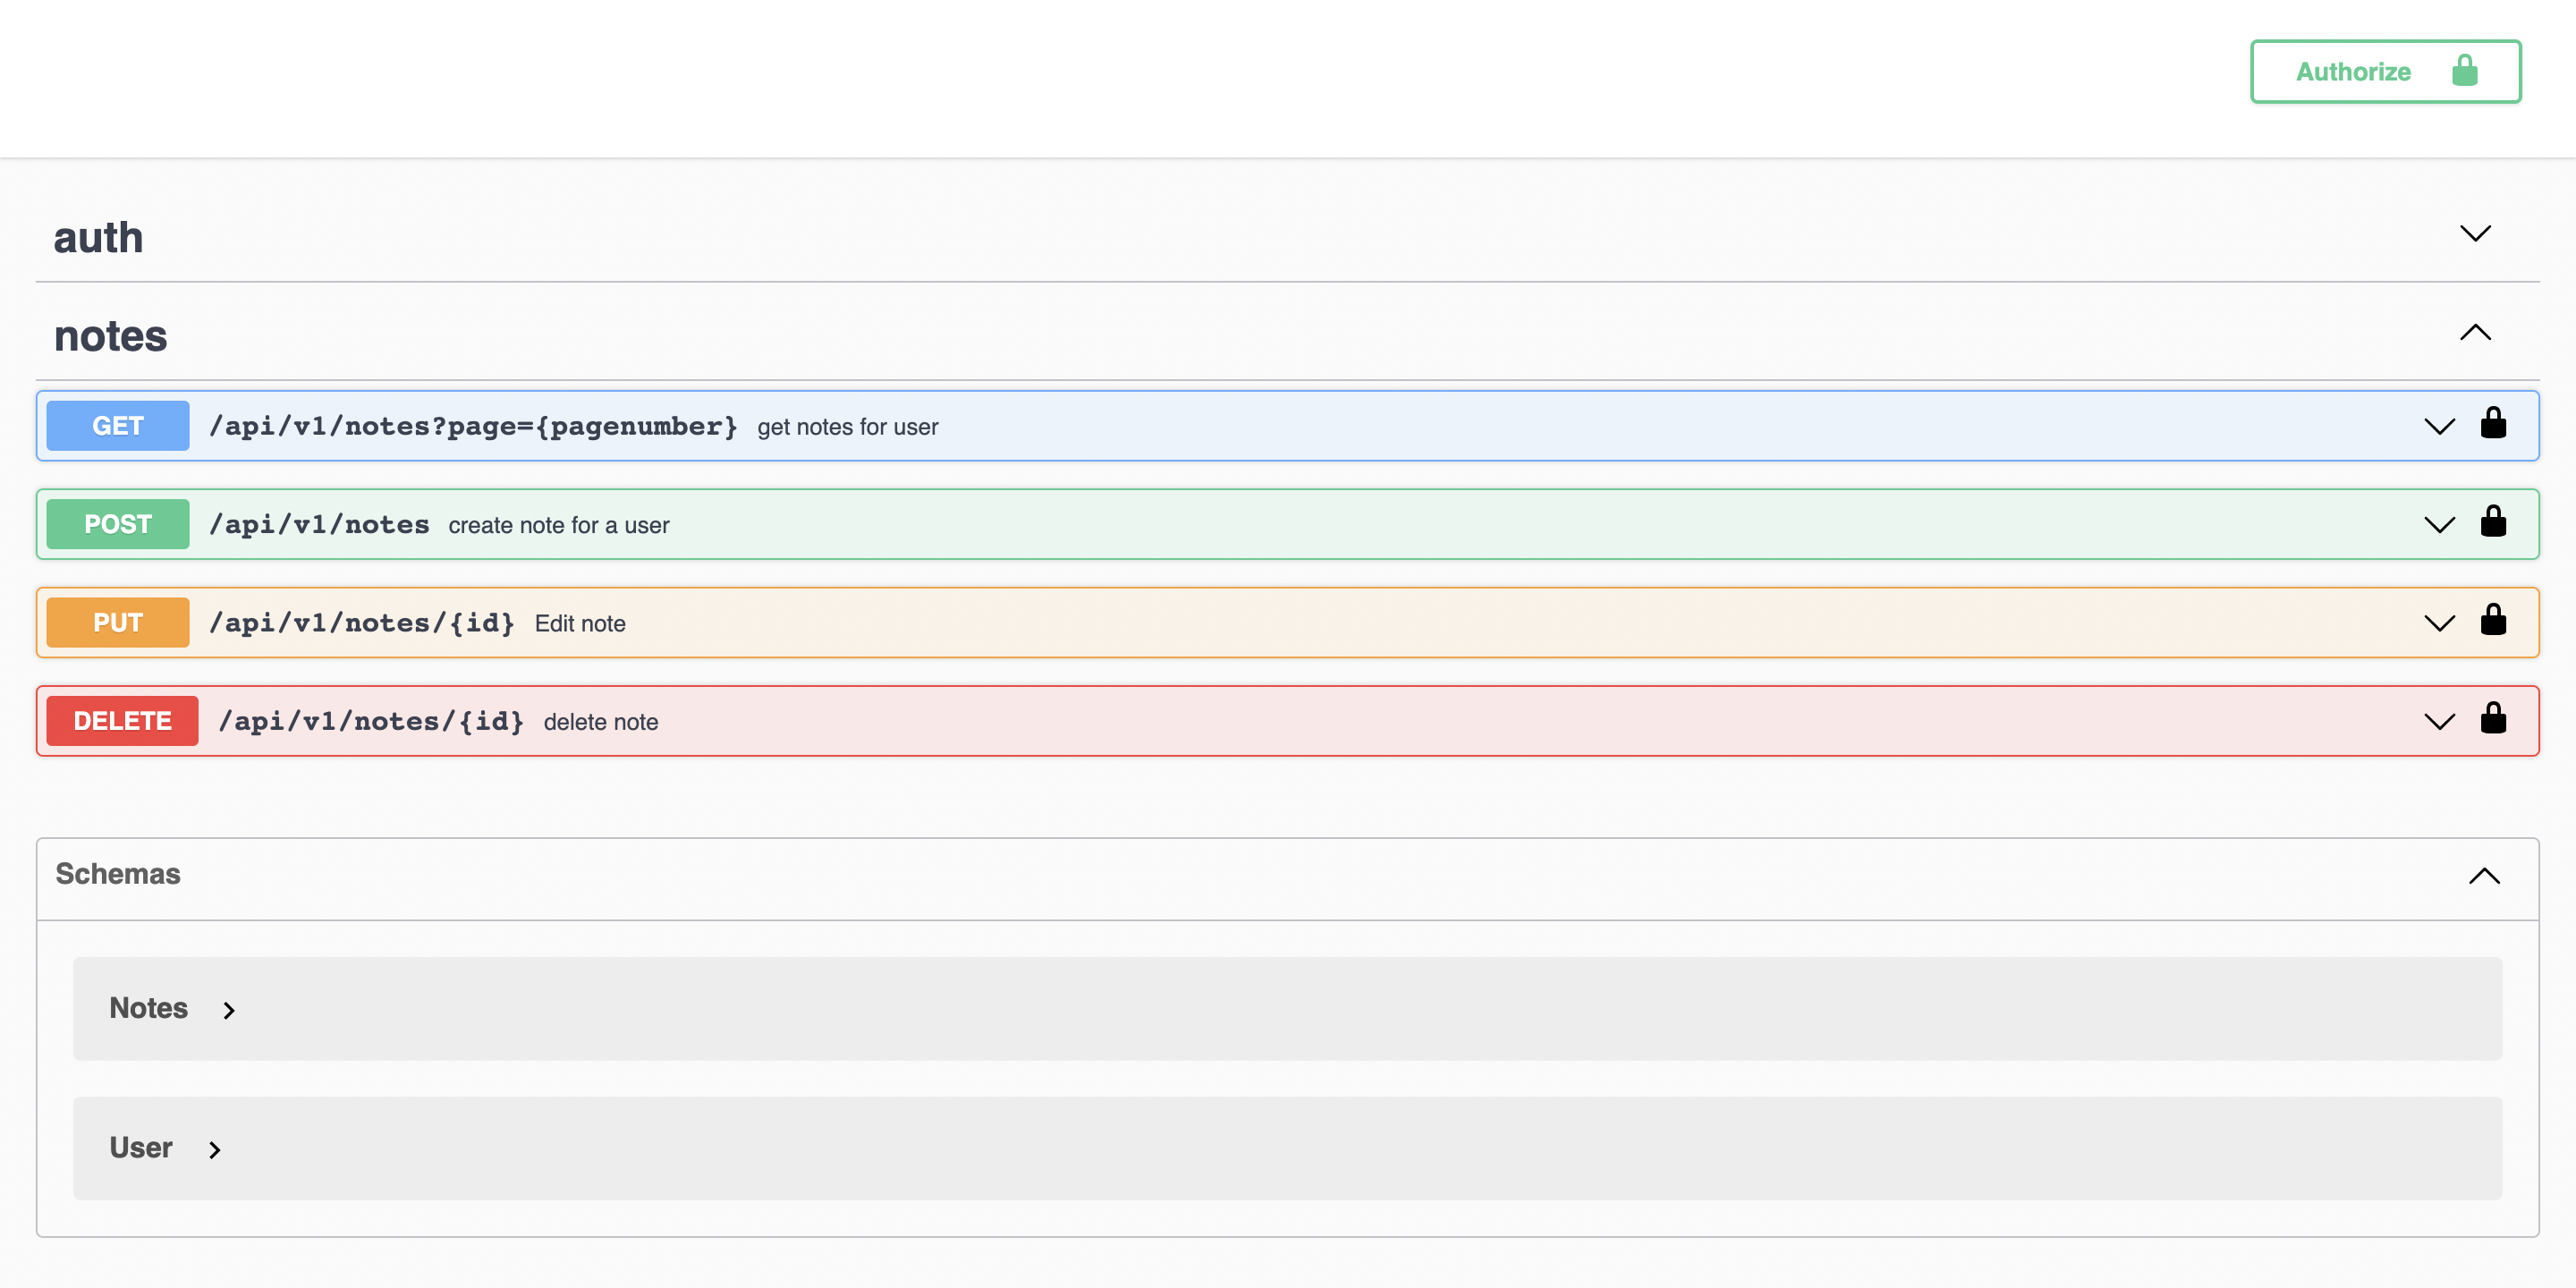 Authorize
auth
notes
GET /api/v1/notes?page={pagenumber} get notes for user
POST /api/v1/notes create note for a user
PUT /api/v1/notes/{id} Edit note
DELETE /api/v1/notes/{id} delete note
Schemas
Notes
User